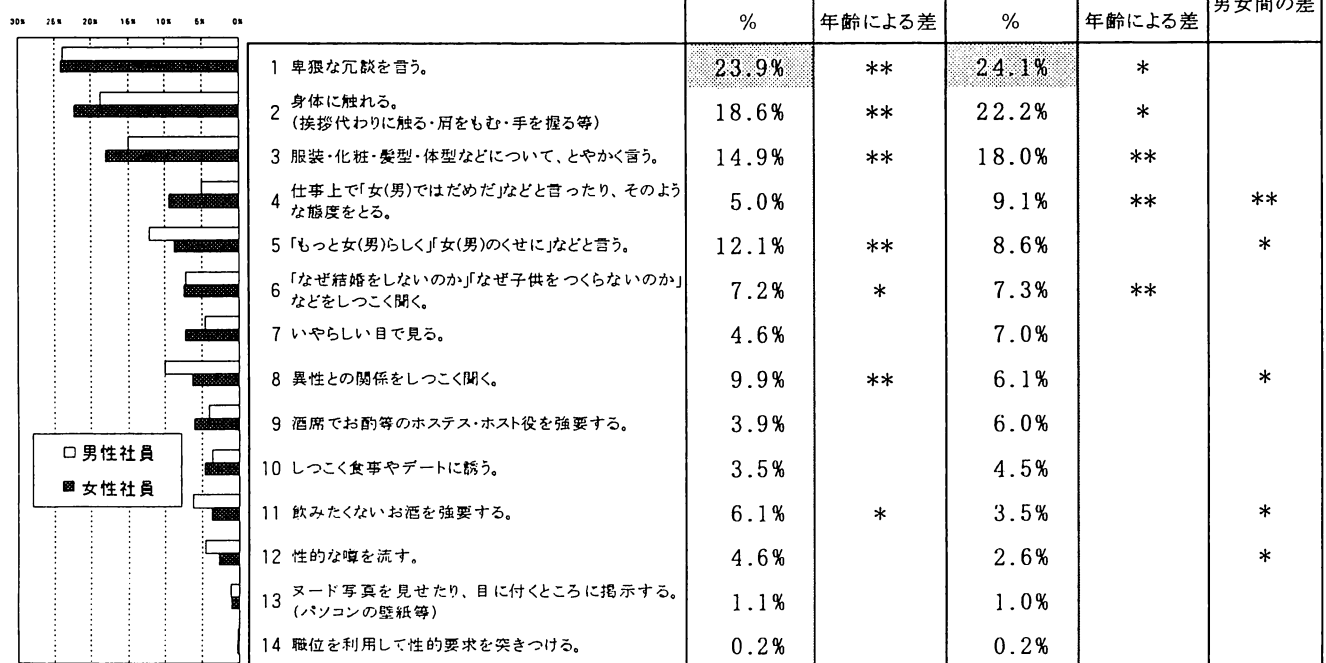 30% 25% 20% 15% 10% 5% 0%
% 年齢による差 % 年齢による差 男女間の差
1 卑猥な冗談を言う。 23.9% ** 24.1% *
2 身体に触れる。
(挨拶代わりに触る・肩をもむ・手を握る等) 18.6% ** 22.2% *
3 服装・化粧・髪型・体型などについて、とやかく言う。 14.9% ** 18.0% **
4 仕事上で「女(男)ではだめだ」などと言ったり、そのよう
な態度をとる。 5.0% 9.1% ** **
5 「もっと女(男)らしく」「女(男)のくせに」などと言う。 12.1% ** 8.6% *
6 「なぜ結婚をしないのか」「なぜ子供をつくらないのか」
などをしつこく聞く。 7.2% * 7.3% **
7 いやらしい目で見る。 4.6% 7.0%
8 異性との関係をしつこく聞く。 9.9% ** 6.1% *
9 酒席でお酌等のホステス・ホスト役を強要する。 3.9% 6.0%
10 しつこく食事やデートに誘う。 3.5% 4.5%
11 飲みたくないお酒を強要する。 6.1% * 3.5% *
12 性的な噂を流す。 4.6% 2.6% *
13 ヌード写真を見せたり、目に付くところに掲示する。
(パソコンの壁紙等) 1.1% 1.0%
14 職位を利用して性的要求を突きつける。 0.2% 0.2%
男性社員
女性社員